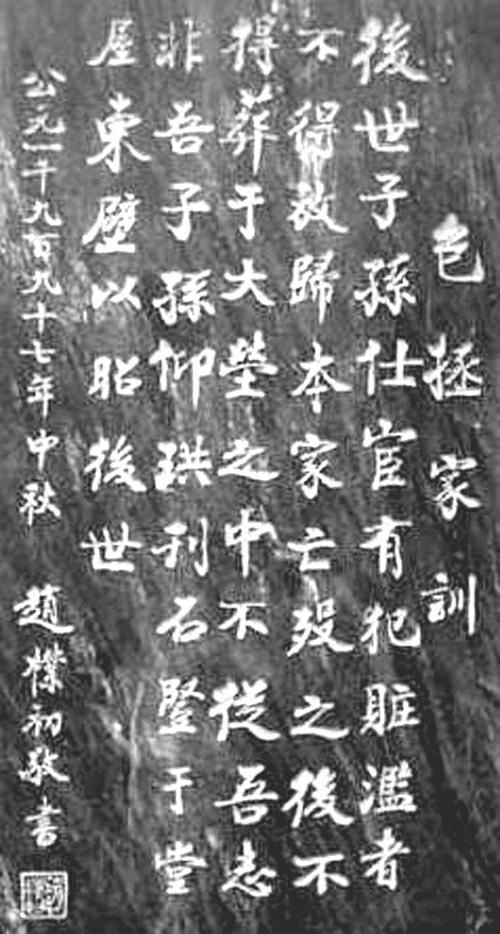 包拯家訓
後世子孫仕宦有犯賍濫者
不得放歸本家亡歿之後不
得葬于大塋之中不從吾志
非吾子孫仰珙刊石豎于堂
屋東壁以昭後世
公元一千九百九十七年中秋 趙樸初敬書